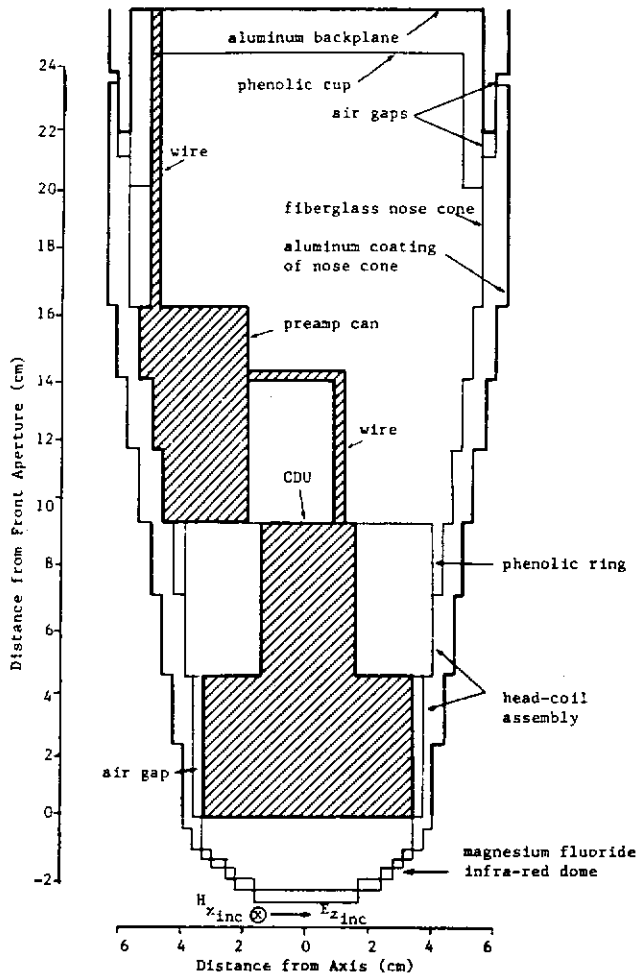 aluminum backplane
24
phenolic cup
air gaps
22
wire
20
fiberglass nose cone
18
aluminum coating
of nose cone
16
preamp can
14
Distance from Front Aperture (cm)
12
wire
CDU
10
8
phenolic ring
6
4
head-coil
assembly
2
air gap
0
magnesium fluoride
infra-red dome
-2
Hχinc ⊗ → Ezinc
6 4 2 0 2 4 6
Distance from Axis (cm)